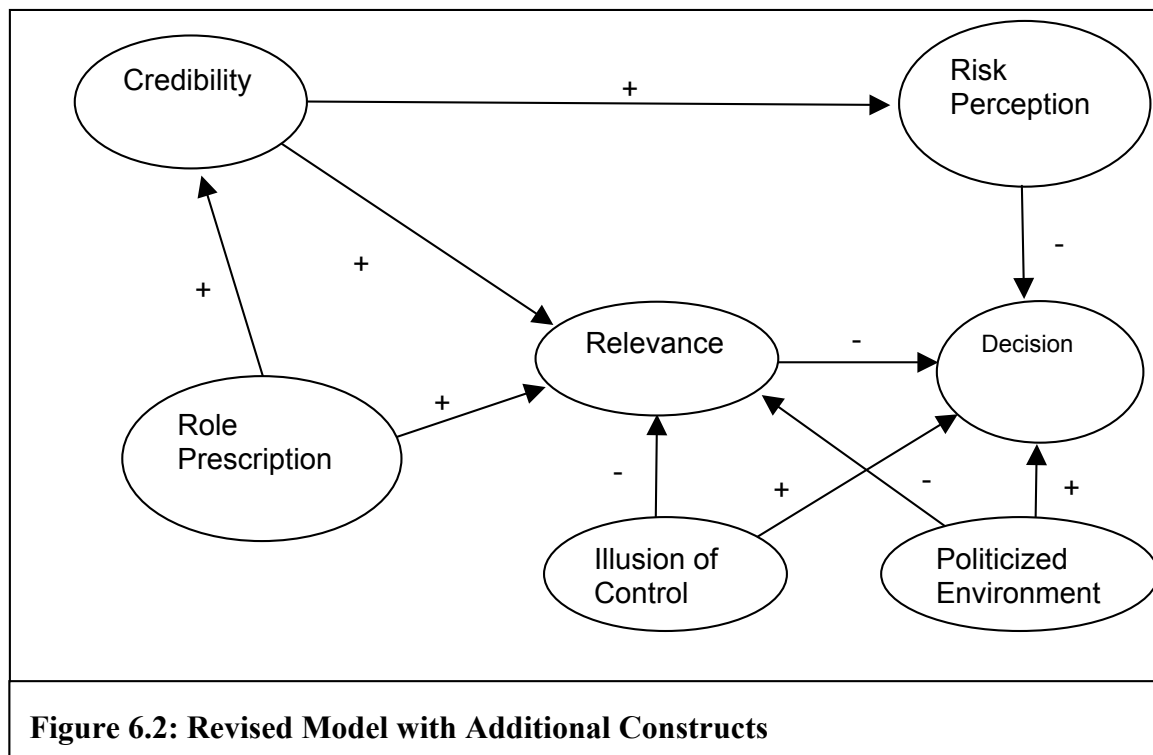 Credibility
+
Risk
Perception
+
+
-
Relevance
-
Decision
Role
Prescription
+
-
+
-
+
Illusion of
Control
Politicized
Environment
Figure 6.2: Revised Model with Additional Constructs